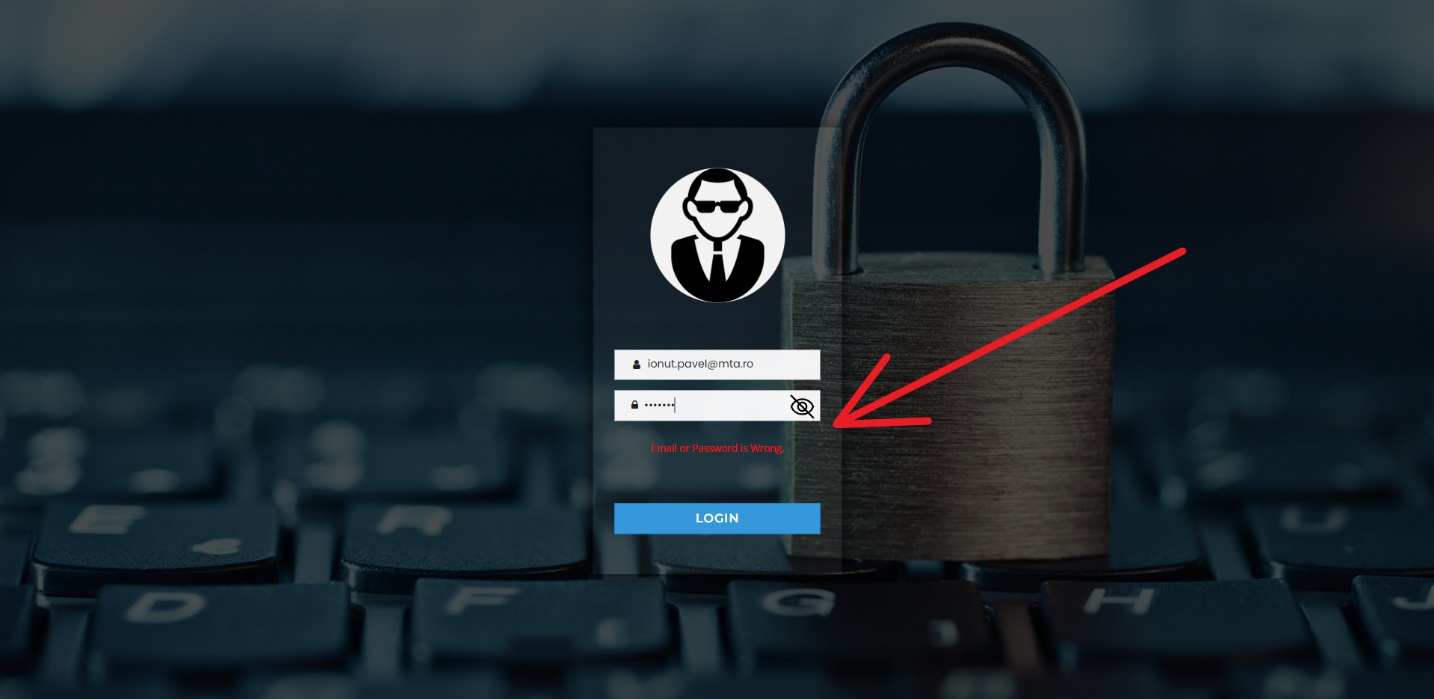 ionut.pavel@mta.ro
•••••••
Email or Password is Wrong.
LOGIN
E €
R
U
D
F
G
H
J